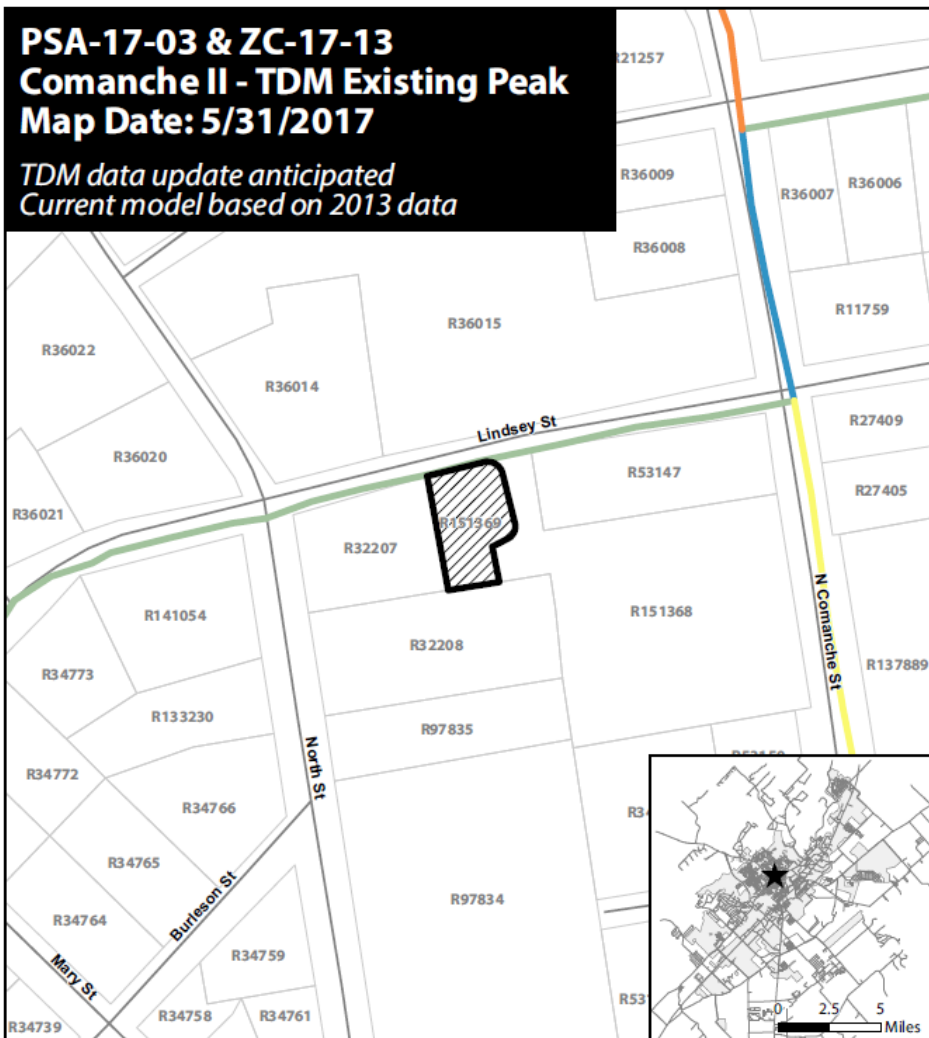 PSA-17-03 & ZC-17-13
Comanche II - TDM Existing Peak
Map Date: 5/31/2017
TDM data update anticipated
Current model based on 2013 data
R36009
R36007
R36006
R36008
R11759
R36015
R36022
R36014
Lindsey St
R27409
R36020
R53147
R27405
R36021
R151369
R32207
R141054
R151368
N Comanche St
R32208
R34773
R137889
R133230
R97835
North St
R34772
R34766
R34765
R97834
Burleson St
R34764
R34759
Mary St
R34758
R34761
R34739
0 2.5 5
Miles